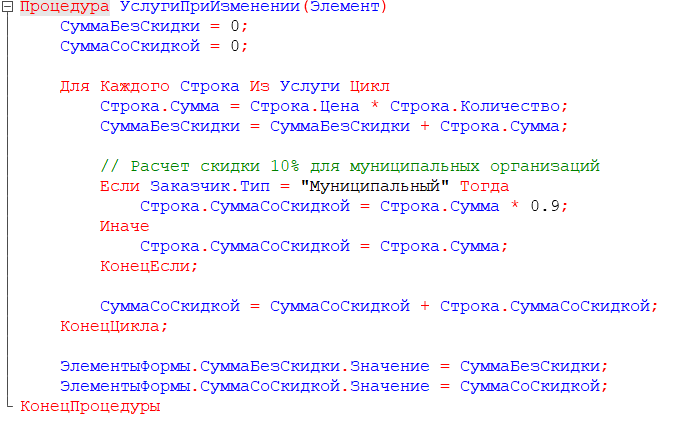 Процедура УслугиПриИзменении(Элемент)
СуммаБезСкидки = 0;
СуммаСоСкидкой = 0;
Для Каждого Строка Из Услуги Цикл
Строка.Сумма = Строка.Цена * Строка.Количество;
СуммаБезСкидки = СуммаБезСкидки + Строка.Сумма;
// Расчет скидки 10% для муниципальных организаций
Если Заказчик.Тип = "Муниципальный" Тогда
Строка.СуммаСоСкидкой = Строка.Сумма * 0.9;
Иначе
Строка.СуммаСоСкидкой = Строка.Сумма;
КонецЕсли;
СуммаСоСкидкой = СуммаСоСкидкой + Строка.СуммаСоСкидкой;
КонецЦикла;
ЭлементыФормы.СуммаБезСкидки.Значение = СуммаБезСкидки;
ЭлементыФормы.СуммаСоСкидкой.Значение = СуммаСоСкидкой;
КонецПроцедуры